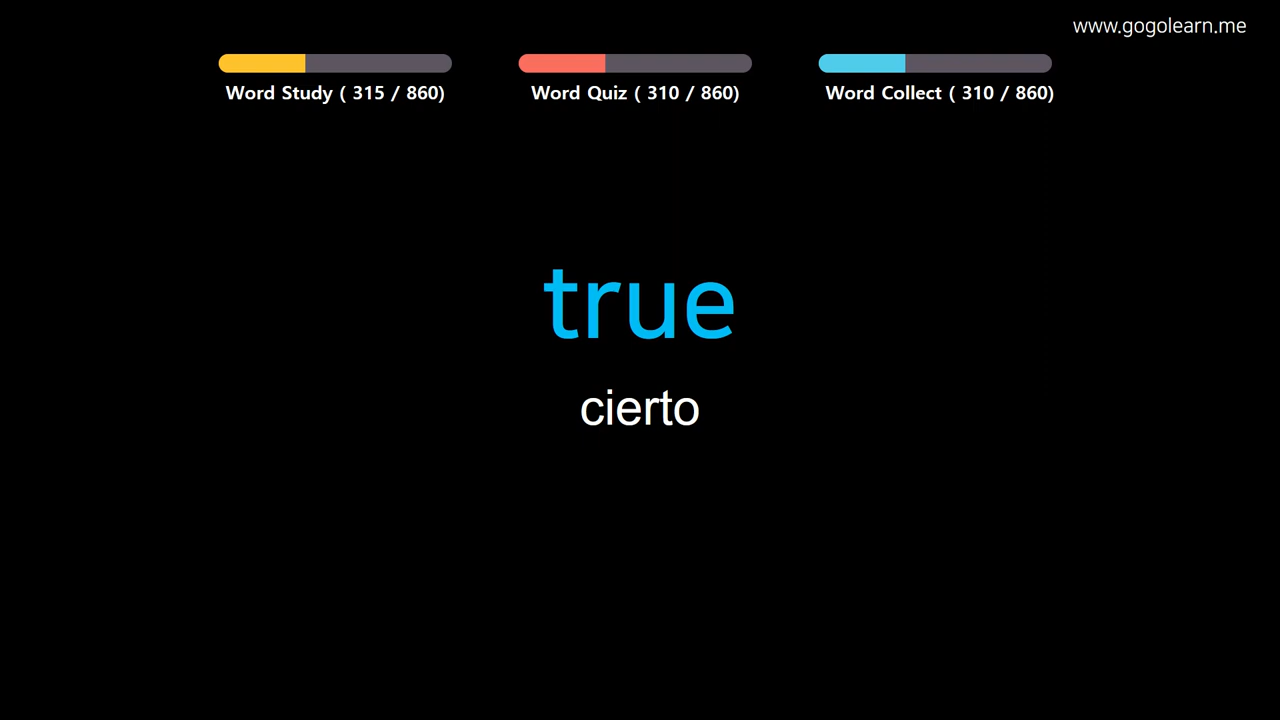 www.gogolearn.me
Word Study ( 315 / 860)
Word Quiz ( 310 / 860)
Word Collect ( 310 / 860)
true
cierto